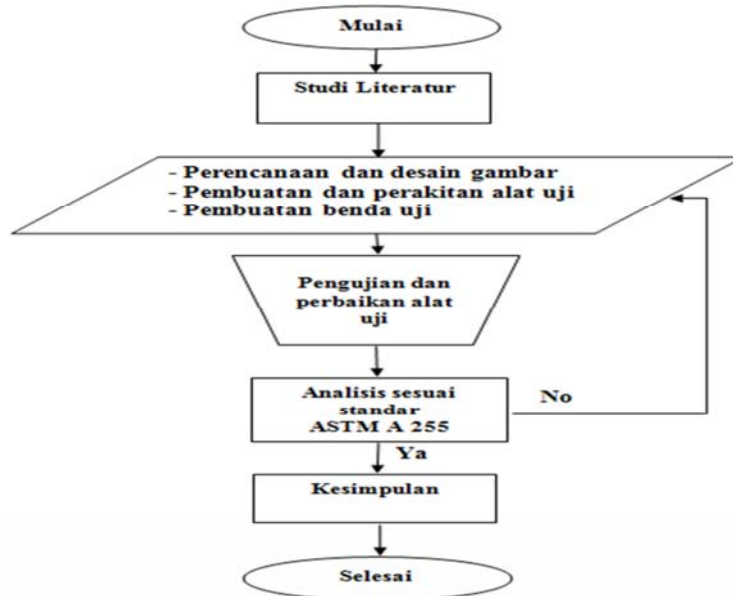 Mulai
Studi Literatur
- Perencanaan dan desain gambar
- Pembuatan dan perakitan alat uji
- Pembuatan benda uji
Pengujian dan
perbaikan alat
uji
Analisis sesuai
standar
ASTM A 255
No
Ya
Kesimpulan
Selesai